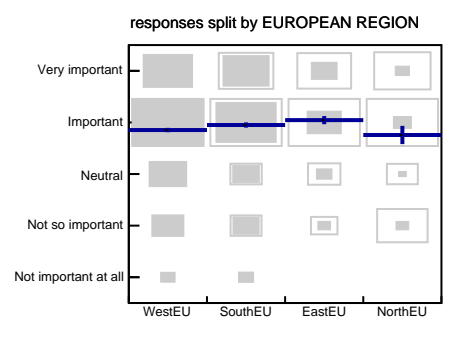 responses split by EUROPEAN REGION
Very important
Important
Neutral
Not so important
Not important at all
WestEU SouthEU EastEU NorthEU